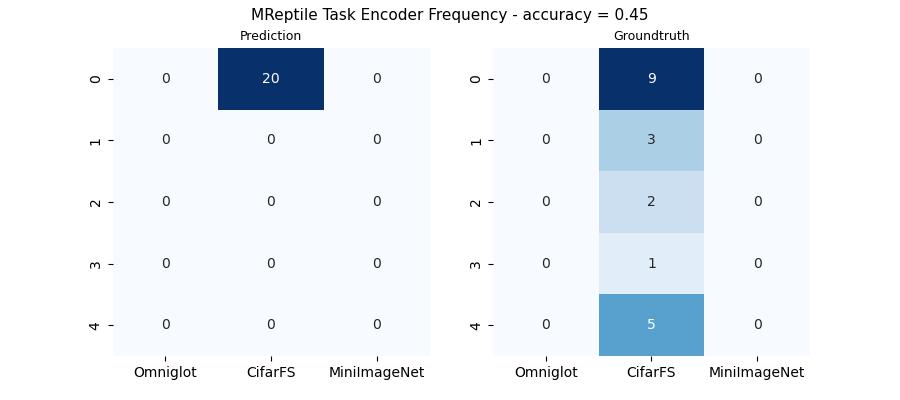 MReptile Task Encoder Frequency - accuracy = 0.45
Prediction
Groundtruth
0 0 20 0
1 0 0 0
2 0 0 0
3 0 0 0
4 0 0 0
Omniglot CifarFS MiniImageNet
0 0 9 0
1 0 3 0
2 0 2 0
3 0 1 0
4 0 5 0
Omniglot CifarFS MiniImageNet